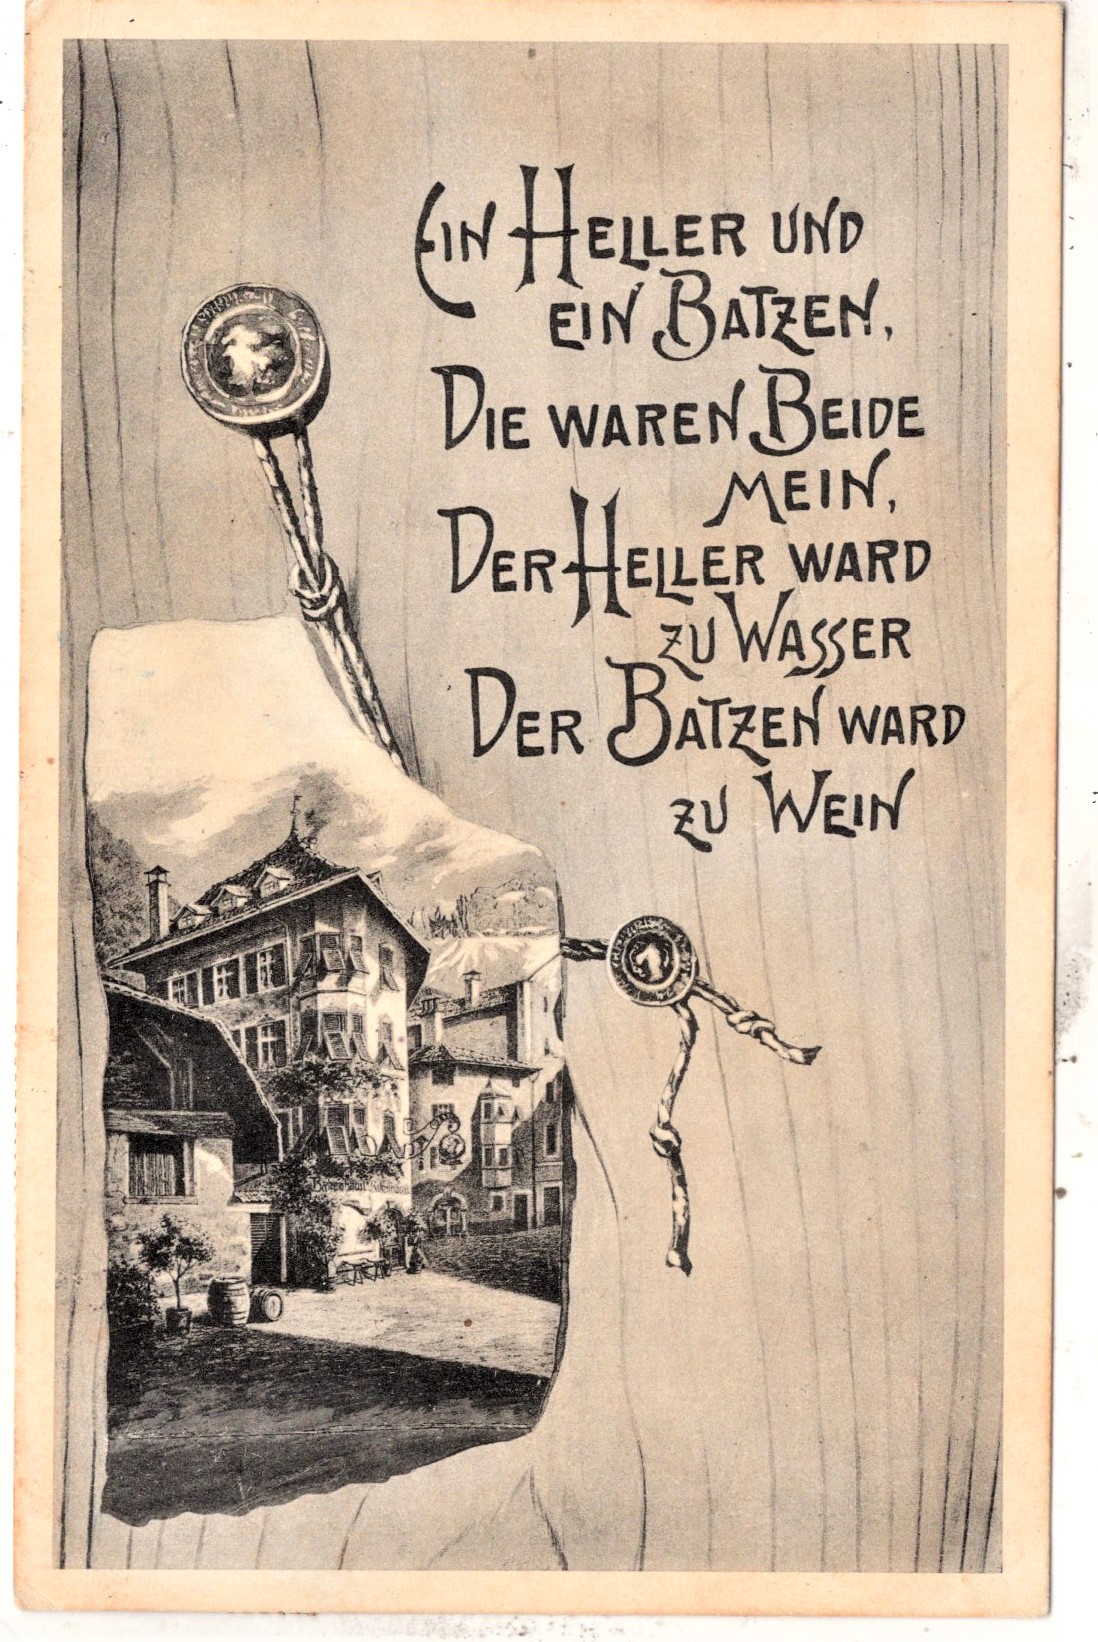 Ein Heller und
ein Batzen,
Die waren Beide
mein,
Der Heller ward
zu Wasser
Der Batzen ward
zu Wein
Batzenhäusl